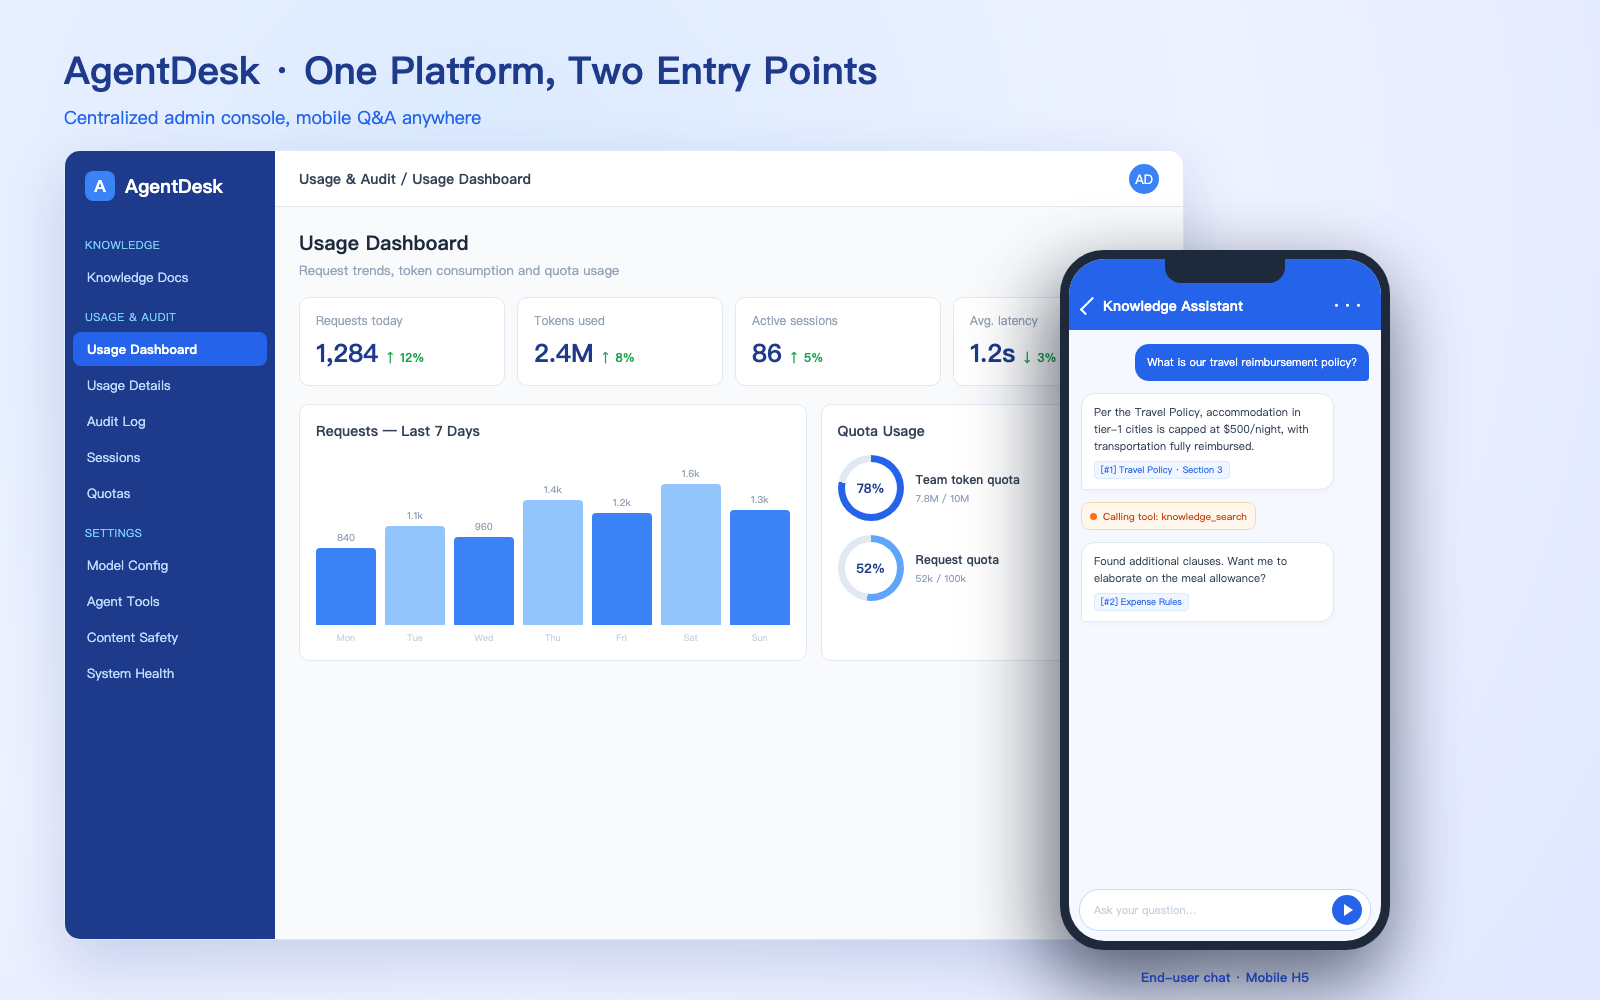 AgentDesk · One Platform, Two Entry Points
Centralized admin console, mobile Q&A anywhere
A AgentDesk
KNOWLEDGE
Knowledge Docs
USAGE & AUDIT
Usage Dashboard
Usage Details
Audit Log
Sessions
Quotas
SETTINGS
Model Config
Agent Tools
Content Safety
System Health
Usage & Audit / Usage Dashboard
AD
Usage Dashboard
Request trends, token consumption and quota usage
Requests today
1,284 ↑ 12%
Tokens used
2.4M ↑ 8%
Active sessions
86 ↑ 5%
Avg. latency
1.2s ↓ 3%
Requests — Last 7 Days
840
1.1k
960
1.4k
1.2k
1.6k
1.3k
Mon
Tue
Wed
Thu
Fri
Sat
Sun
Quota Usage
78%
Team token quota
7.8M / 10M
52%
Request quota
52k / 100k
Knowledge Assistant
What is our travel reimbursement policy?
Per the Travel Policy, accommodation in
tier-1 cities is capped at $500/night, with
transportation fully reimbursed.
[#1] Travel Policy · Section 3
Calling tool: knowledge_search
Found additional clauses. Want me to
elaborate on the meal allowance?
[#2] Expense Rules
Ask your question...
End-user chat · Mobile H5